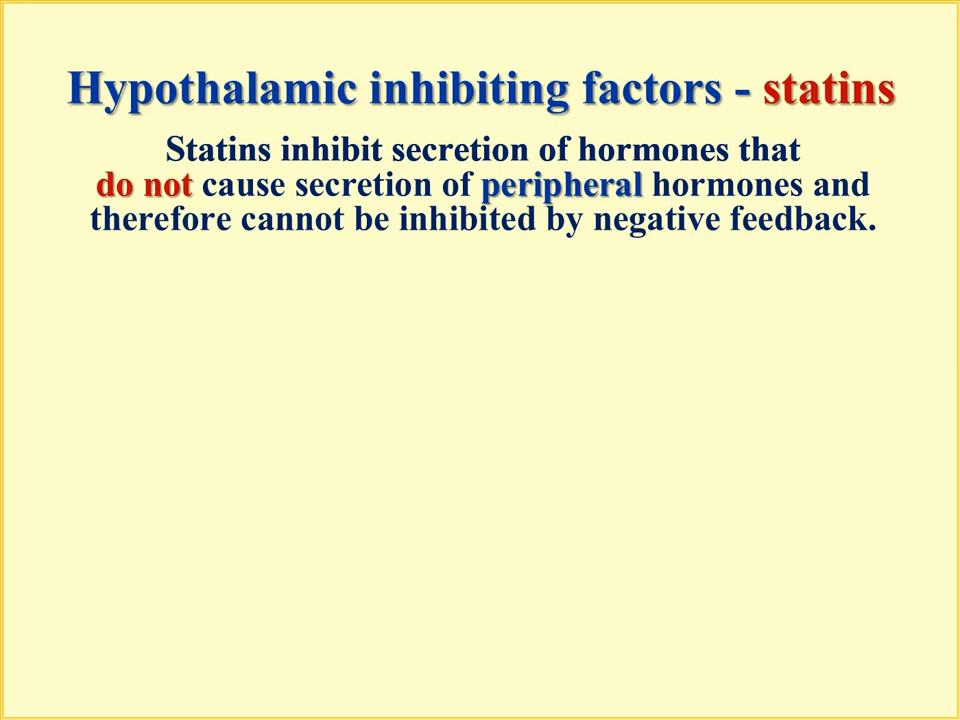 Hypothalamic inhibiting factors - statins
Statins inhibit secretion of hormones that
do not cause secretion of peripheral hormones and
therefore cannot be inhibited by negative feedback.